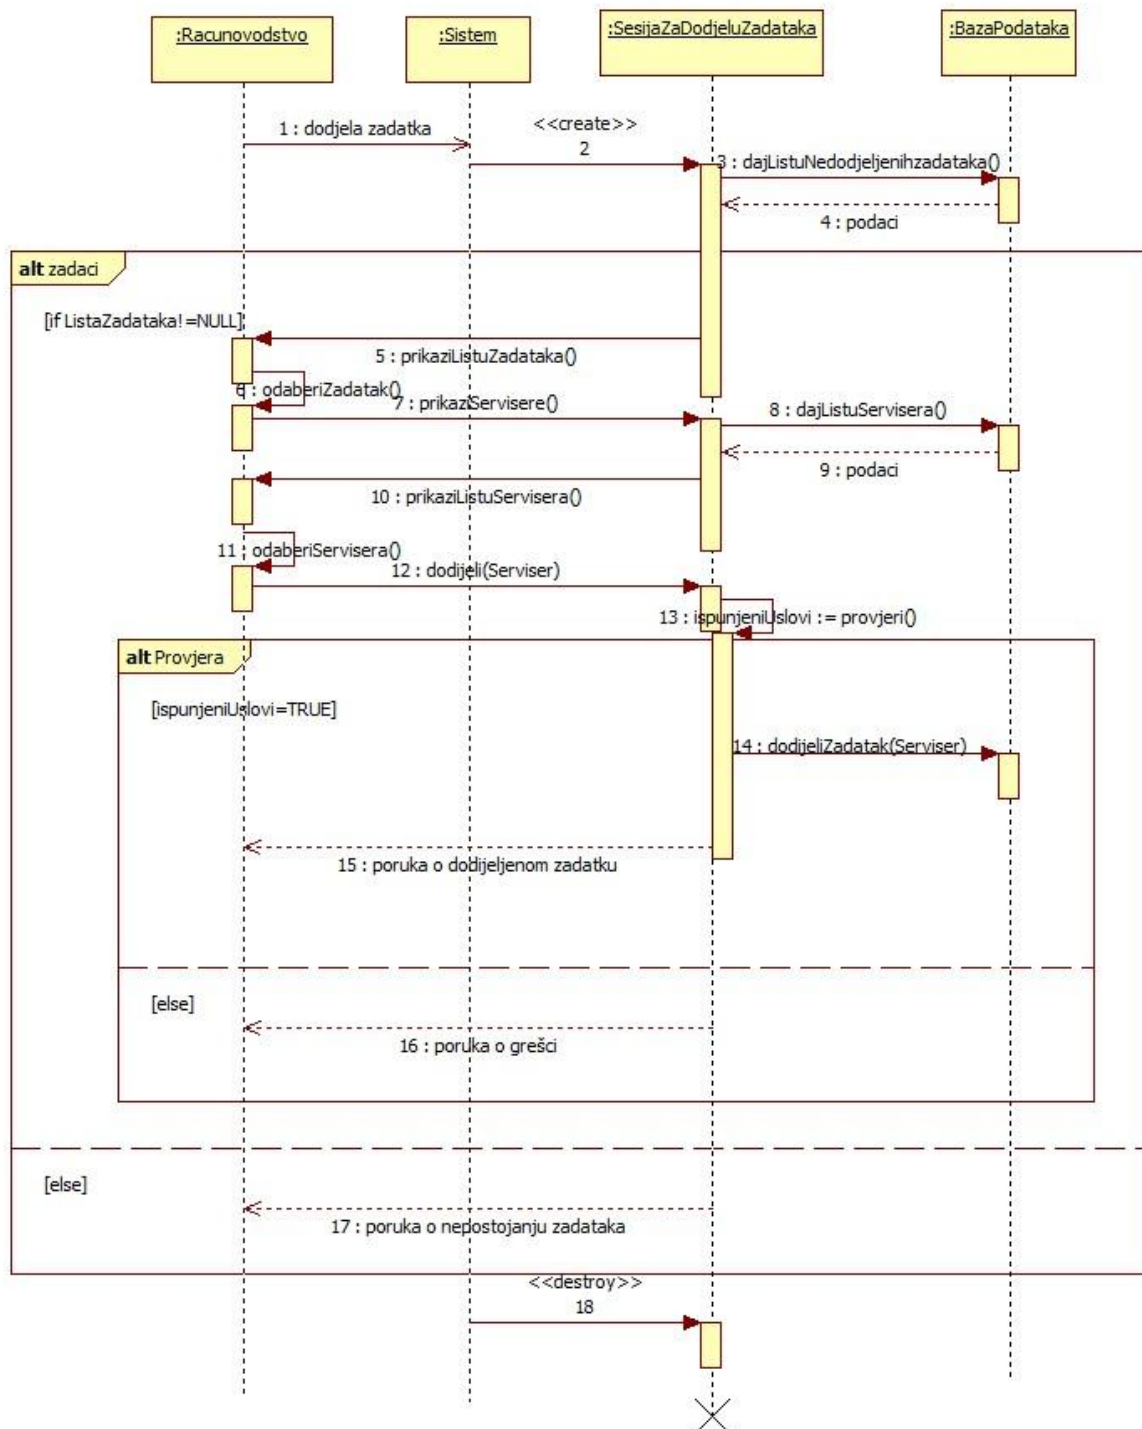 :Racunovodstvo
:Sistem
:SesijaZaDodjeluZadataka
:BazaPodataka
1 : dodjela zadatka
<<create>>
2
3 : dajListuNedodjeljenihzadataka()
4 : podaci
alt zadaci
[if ListaZadataka!=NULL]
5 : prikaziListuZadataka()
6 : odaberiZadatak()
7 : prikaziServisere()
8 : dajListuServisera()
9 : podaci
10 : prikaziListuServisera()
11 : odaberiServisera()
12 : dodijeli(Serviser)
13 : ispunjeniUslovi := provjeri()
alt Provjera
[ispunjeniUslovi=TRUE]
14 : dodijeliZadatak(Serviser)
15 : poruka o dodijeljenom zadatku
[else]
16 : poruka o grešci
[else]
17 : poruka o nepostojanju zadataka
<<destroy>>
18